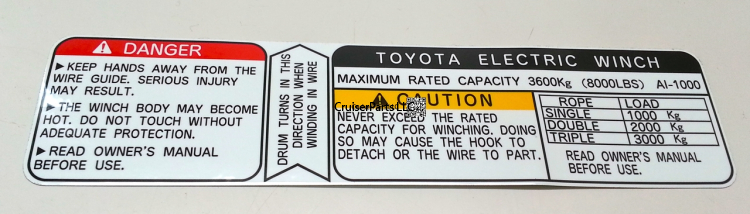 DANGER
►KEEP HANDS AWAY FROM THE
WIRE GUIDE. SERIOUS INJURY
MAY RESULT.
►THE WINCH BODY MAY BECOME
HOT. DO NOT TOUCH WITHOUT
ADEQUATE PROTECTION.
►READ OWNER'S MANUAL
BEFORE USE.
DRUM TURNS IN THIS
DIRECTION WHEN
WINDING IN WIRE
TOYOTA ELECTRIC WINCH
MAXIMUM RATED CAPACITY 3600Kg (8000LBS) AI-1000
CAUTION
NEVER EXCEED THE RATED
CAPACITY FOR WINCHING. DOING
SO MAY CAUSE THE HOOK TO
DETACH OR THE WIRE TO PART.
ROPE LOAD
SINGLE 1000 Kg
DOUBLE 2000 Kg
TRIPLE 3000 Kg
READ OWNER'S MANUAL
BEFORE USE.
CruiserPartsLLC